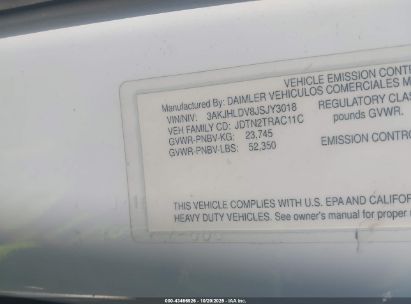 VEHICLE EMISSION CONTR
Manufactured By: DAIMLER VEHICULOS COMERCIALES M
VIN/NIV: 3AKJHLDV8JSJY3018 REGULATORY CLAS
VEH FAMILY CD: JDTN2TRAC11C pounds GVWR.
GVWR-PNBV-KG: 23,745
GVWR-PNBV-LBS: 52,350 EMISSION CONTRO
THIS VEHICLE COMPLIES WITH U.S. EPA AND CALIFOR
HEAVY DUTY VEHICLES. See owner's manual for proper